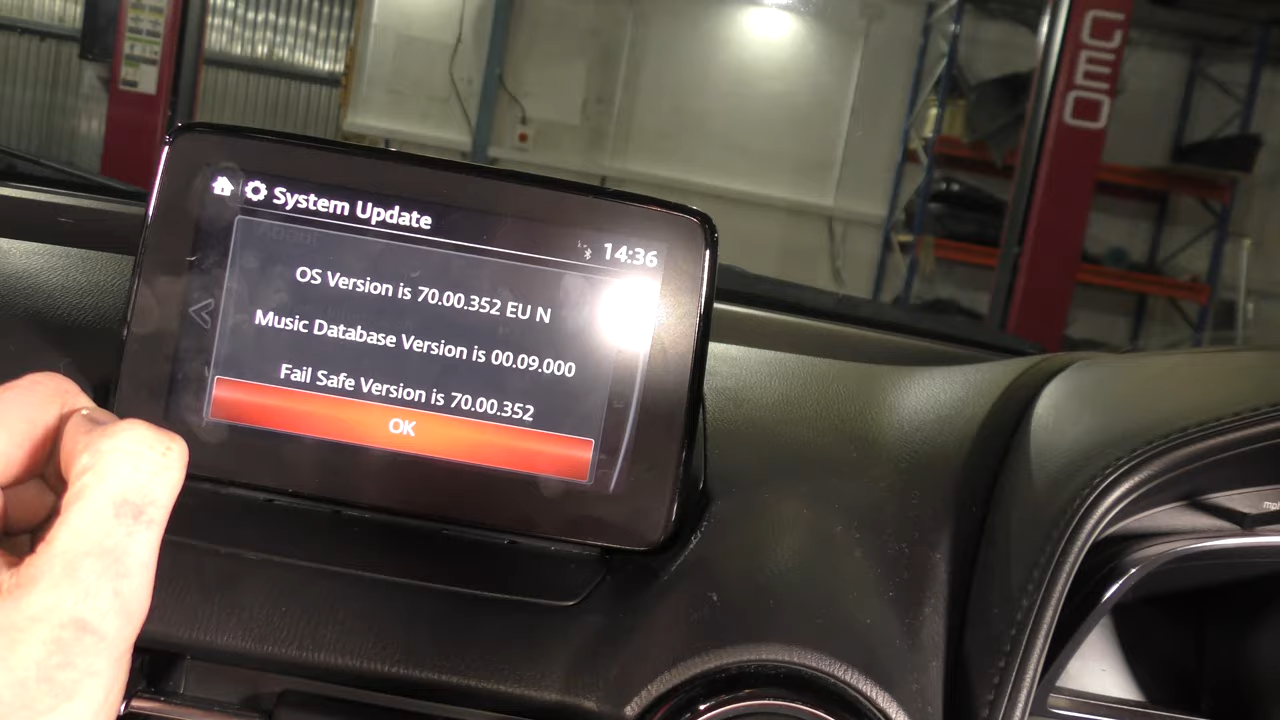 System Update
14:36
OS Version is 70.00.352 EU N
Music Database Version is 00.09.000
Fail Safe Version is 70.00.352
OK